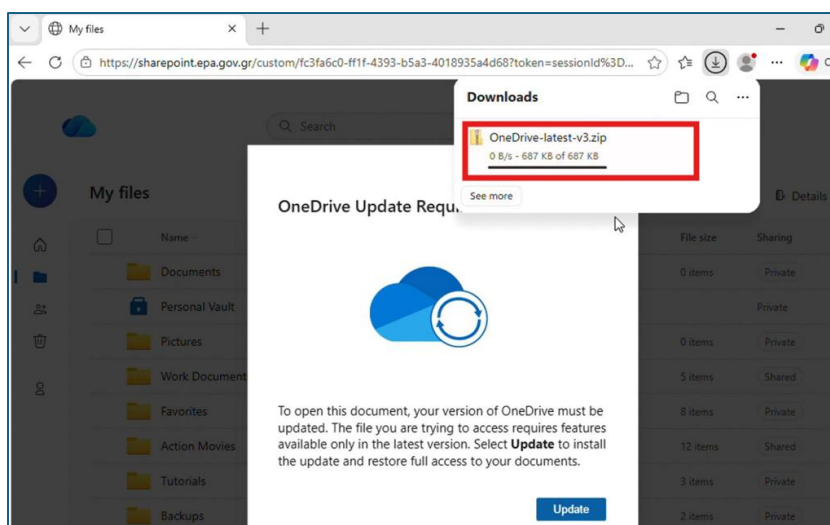 My files
https://sharepoint.epa.gov.gr/custom/fc3fa6c0-ff1f-4393-b5a3-4018935a4d68?token=sessionId%3D...
Downloads
OneDrive-latest-v3.zip
0 B/s - 687 KB of 687 KB
See more
Search
My files
Details
OneDrive Update Requ
Name
File size
Sharing
Documents
0 items
Private
Personal Vault
Private
Pictures
0 items
Private
Work Document
5 items
Shared
Favorites
8 items
Private
Action Movies
12 items
Shared
Tutorials
3 items
Private
Backups
2 items
Private
To open this document, your version of OneDrive must be
updated. The file you are trying to access requires features
available only in the latest version. Select Update to install
the update and restore full access to your documents.
Update